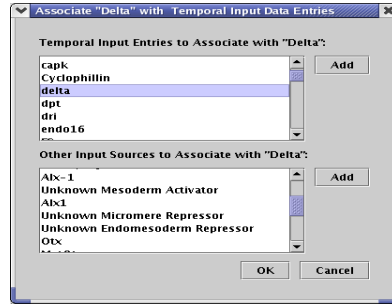 Associate "Delta" with Temporal Input Data Entries
Temporal Input Entries to Associate with "Delta":
capk
Cyclophillin
delta
dpt
dri
endo16
Add
Other Input Sources to Associate with "Delta":
Alx-1
Unknown Mesoderm Activator
Alx1
Unknown Micromere Repressor
Unknown Endomesoderm Repressor
Otx
Add
OK
Cancel